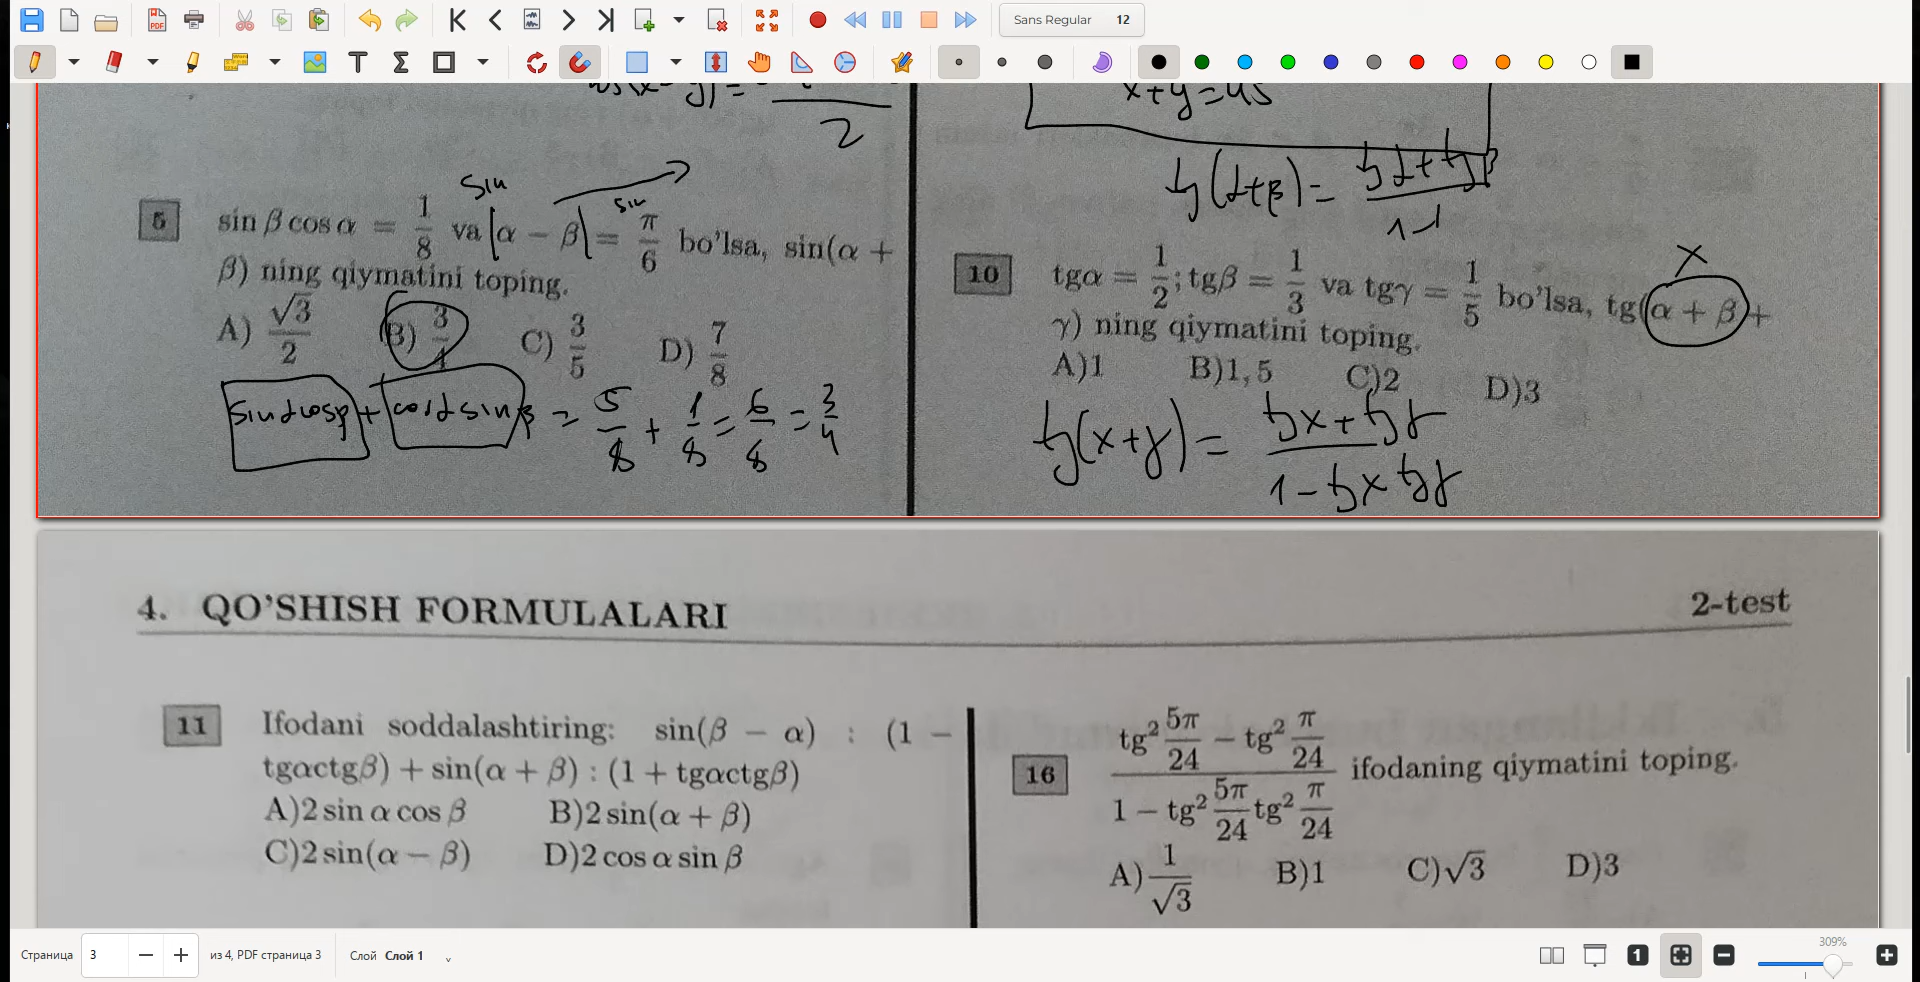 Sans Regular 12
x+y=45
2
tg(α+β)=
1-1
5
sin β cos α = 1/8 va |α − β| = π/6 bo'lsa, sin(α +
sin
sin
β) ning qiymatini toping.
A) √3/2 B) 3/4 C) 3/5 D) 7/8
sinαcosβ + cosαsinβ = 5/8 + 1/8 = 6/8 = 3/4
x
10
tgα = 1/2; tgβ = 1/3 va tgγ = 1/5 bo'lsa, tg(α + β +
γ) ning qiymatini toping.
A)1 B)1,5 C)2 D)3
tg(x+γ) = tgx+tgγ / 1-tgx tgγ
4. QO'SHISH FORMULALARI
2-test
11
Ifodani soddalashtiring: sin(β − α) : (1 −
tgαctgβ) + sin(α + β) : (1 + tgαctgβ)
A)2 sin α cos β B)2 sin(α + β)
C)2 sin(α − β) D)2 cos α sin β
16
tg² 5π/24 − tg² π/24 / 1 − tg² 5π/24 tg² π/24 ifodaning qiymatini toping.
A) 1/√3 B)1 C)√3 D)3
Страница 3 из 4, PDF страница 3 Слой Слой 1
309%